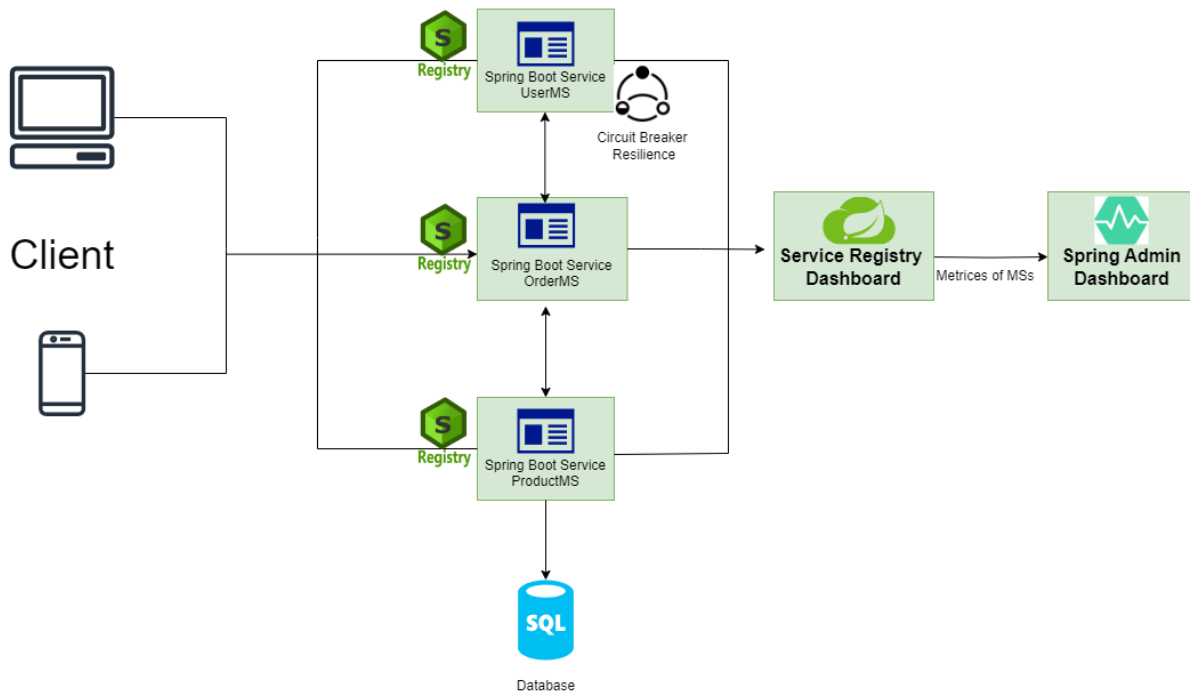 S
Registry
Spring Boot Service
UserMS
Circuit Breaker
Resilience
Client
S
Registry
Spring Boot Service
OrderMS
Service Registry
Dashboard
Metrices of MSs
Spring Admin
Dashboard
S
Registry
Spring Boot Service
ProductMS
SQL
Database